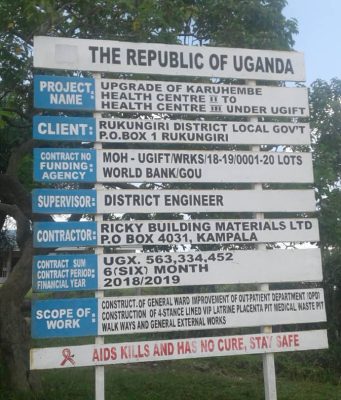 THE REPUBLIC OF UGANDA
PROJECT NAME: UPGRADE OF KARUHEMBE
HEALTH CENTRE II TO
HEALTH CENTRE III UNDER UGIFT
CLIENT: RUKUNGIRI DISTRICT LOCAL GOV'T
P.O.BOX 1 RUKUNGIRI
CONTRACT NO MOH - UGIFT/WRKS/18-19/0001-20 LOTS
FUNDING AGENCY: WORLD BANK/GOU
SUPERVISOR: DISTRICT ENGINEER
CONTRACTOR: RICKY BUILDING MATERIALS LTD
P.O BOX 4031, KAMPALA
CONTRACT SUM UGX. 563,334,452
CONTRACT PERIOD: 6(SIX) MONTH
FINANCIAL YEAR 2018/2019
SCOPE OF WORK : CONSTRUCT.OF GENERAL WARD IMPROVEMENT OF OUT-PATIENT DEPARTMENT (OPD)
CONSTRUCTION OF 4-STANCE LINED VIP LATRINE PLACENTA PIT MEDICAL WASTE PIT
WALK WAYS AND GENERAL EXTERNAL WORKS
AIDS KILLS AND HAS NO CURE, STAY SAFE